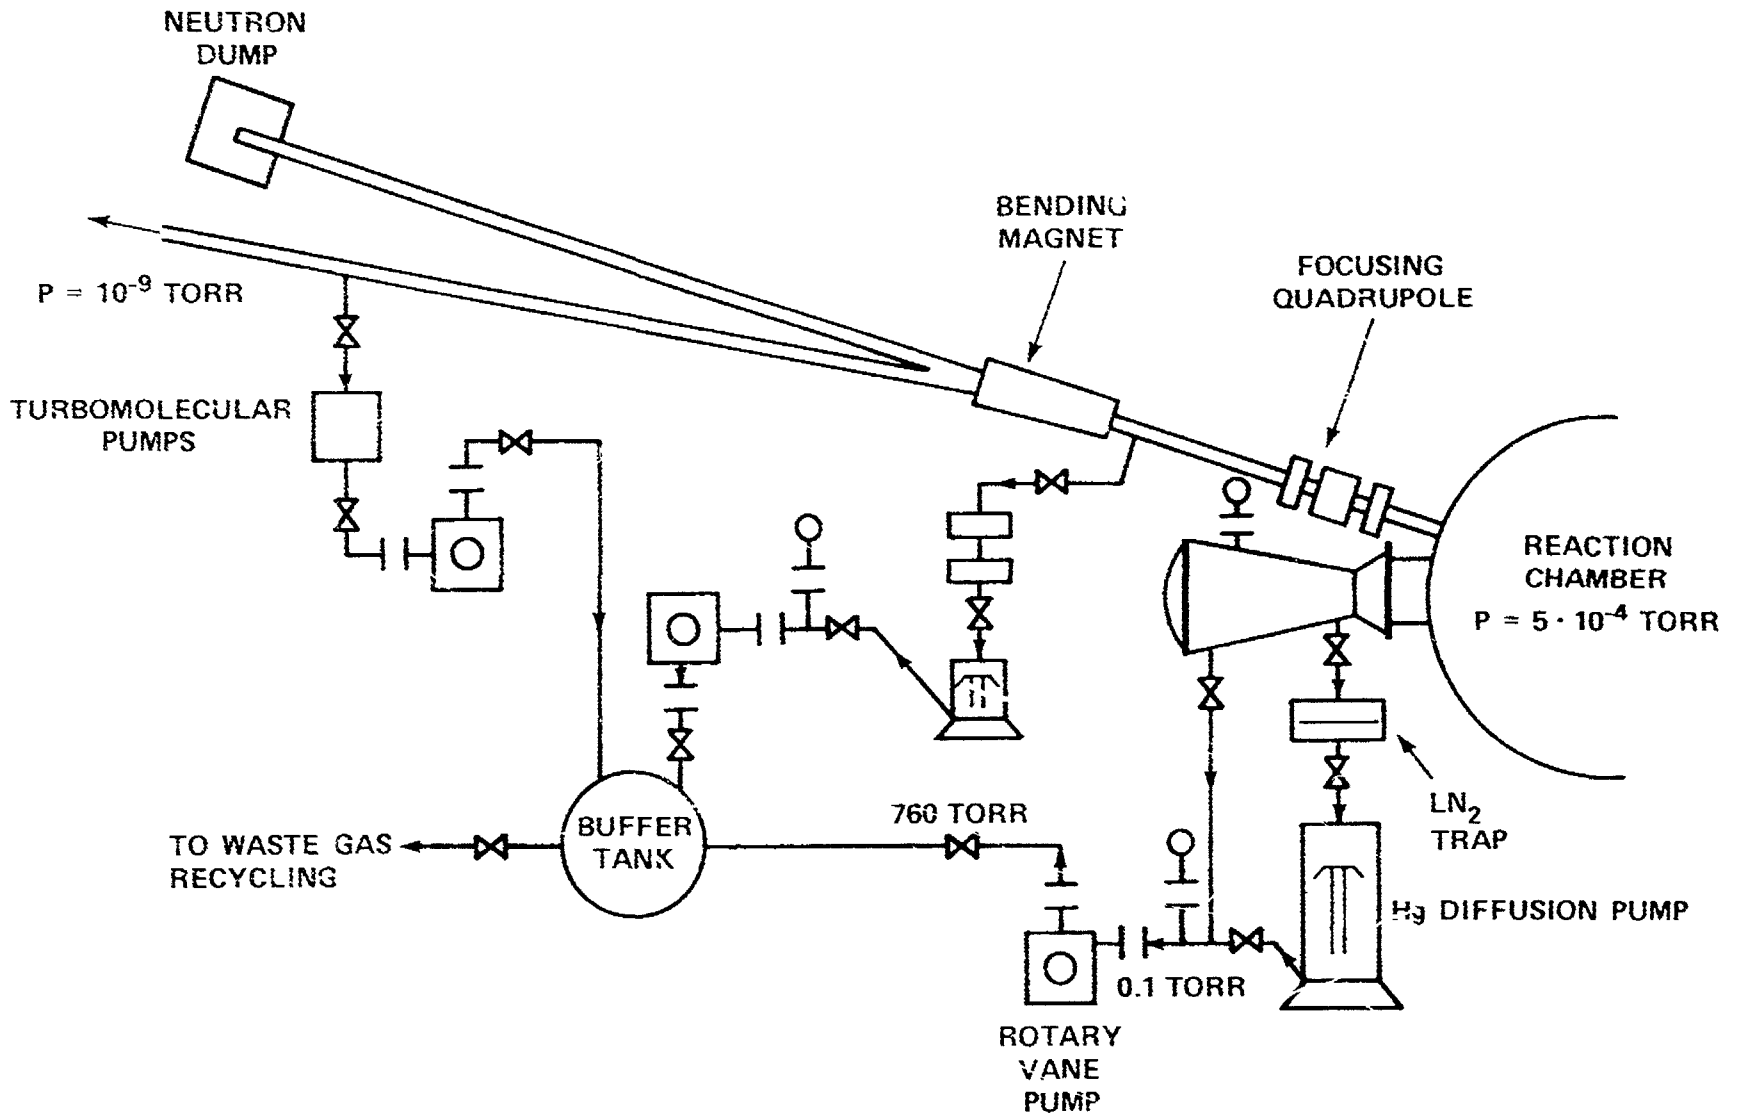 NEUTRON
DUMP
BENDING
MAGNET
FOCUSING
QUADRUPOLE
P = 10⁻⁹ TORR
TURBOMOLECULAR
PUMPS
REACTION
CHAMBER
P = 5 · 10⁻⁴ TORR
LN₂
TRAP
760 TORR
BUFFER
TANK
TO WASTE GAS
RECYCLING
Hg DIFFUSION PUMP
0.1 TORR
ROTARY
VANE
PUMP